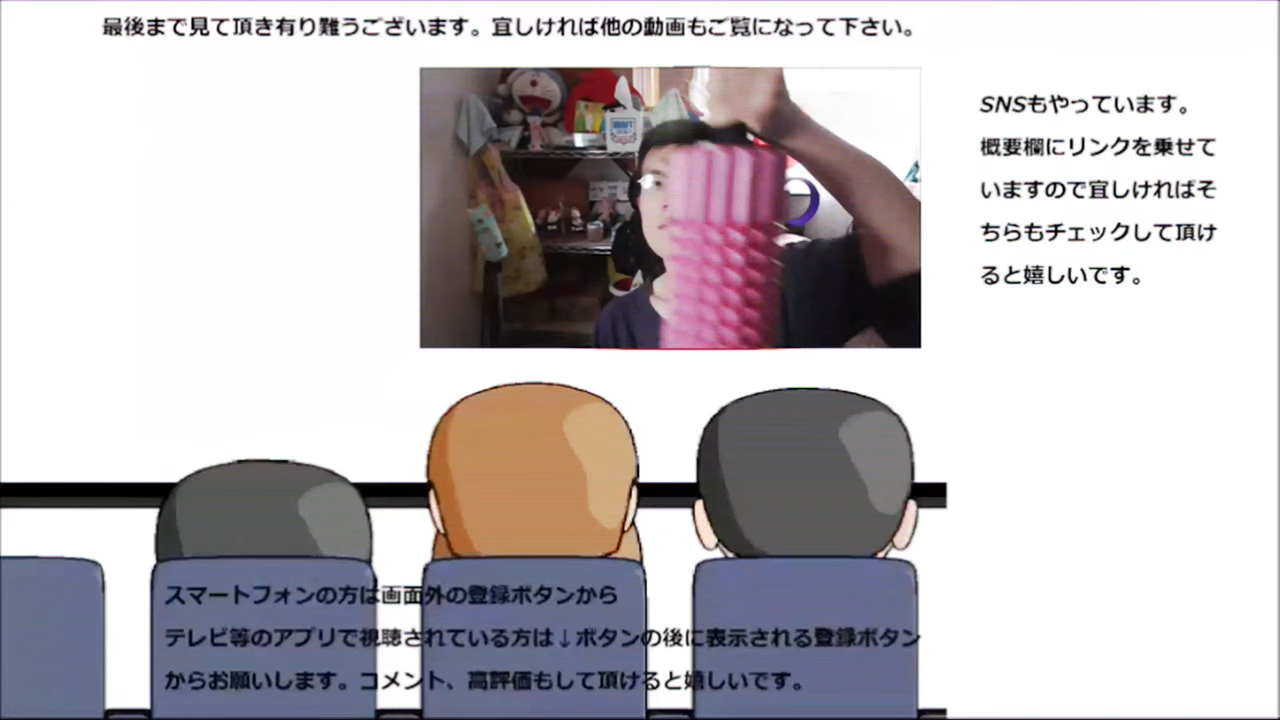 最後まで見て頂き有り難うございます。宜しければ他の動画もご覧になって下さい。
SNSもやっています。
概要欄にリンクを乗せて
いますので宜しければそ
ちらもチェックして頂け
ると嬉しいです。
スマートフォンの方は画面外の登録ボタンから
テレビ等のアプリで視聴されている方は↓ボタンの後に表示される登録ボタン
からお願いします。コメント、高評価もして頂けると嬉しいです。